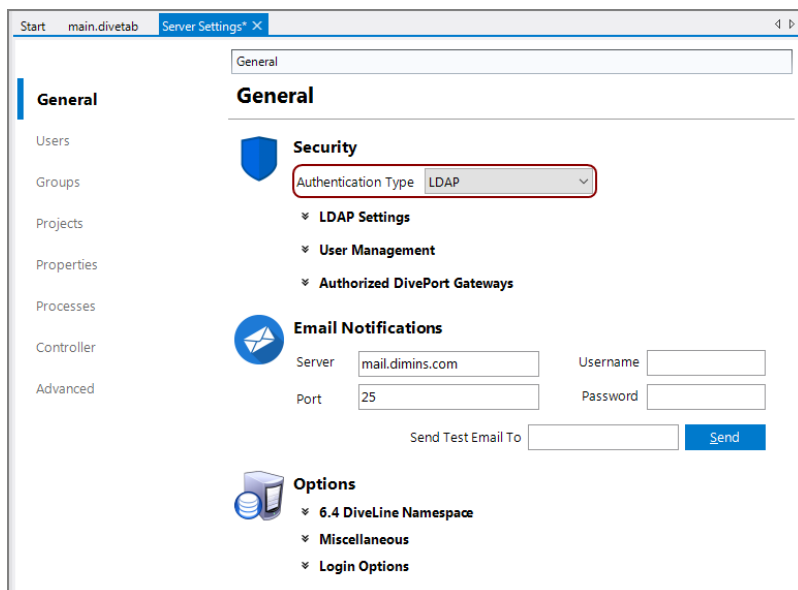 Start main.divetab Server Settings* ×
General
General
General
Users
Groups
Projects
Properties
Processes
Controller
Advanced
Security
Authentication Type LDAP
LDAP Settings
User Management
Authorized DivePort Gateways
Email Notifications
Server mail.dimins.com Username
Port 25 Password
Send Test Email To Send
Options
6.4 DiveLine Namespace
Miscellaneous
Login Options